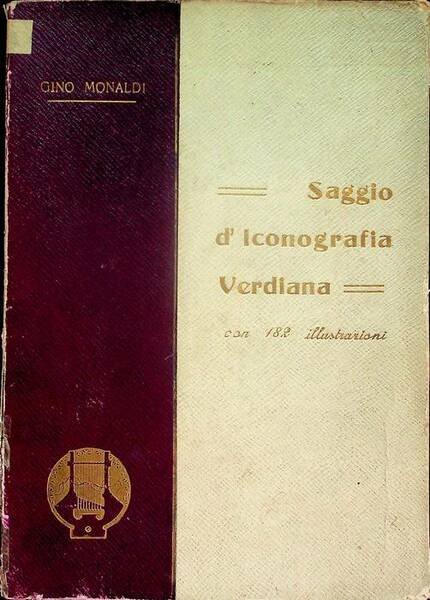 GINO MONALDI
Saggio
d' Iconografia
Verdiana
con 182 illustrazioni